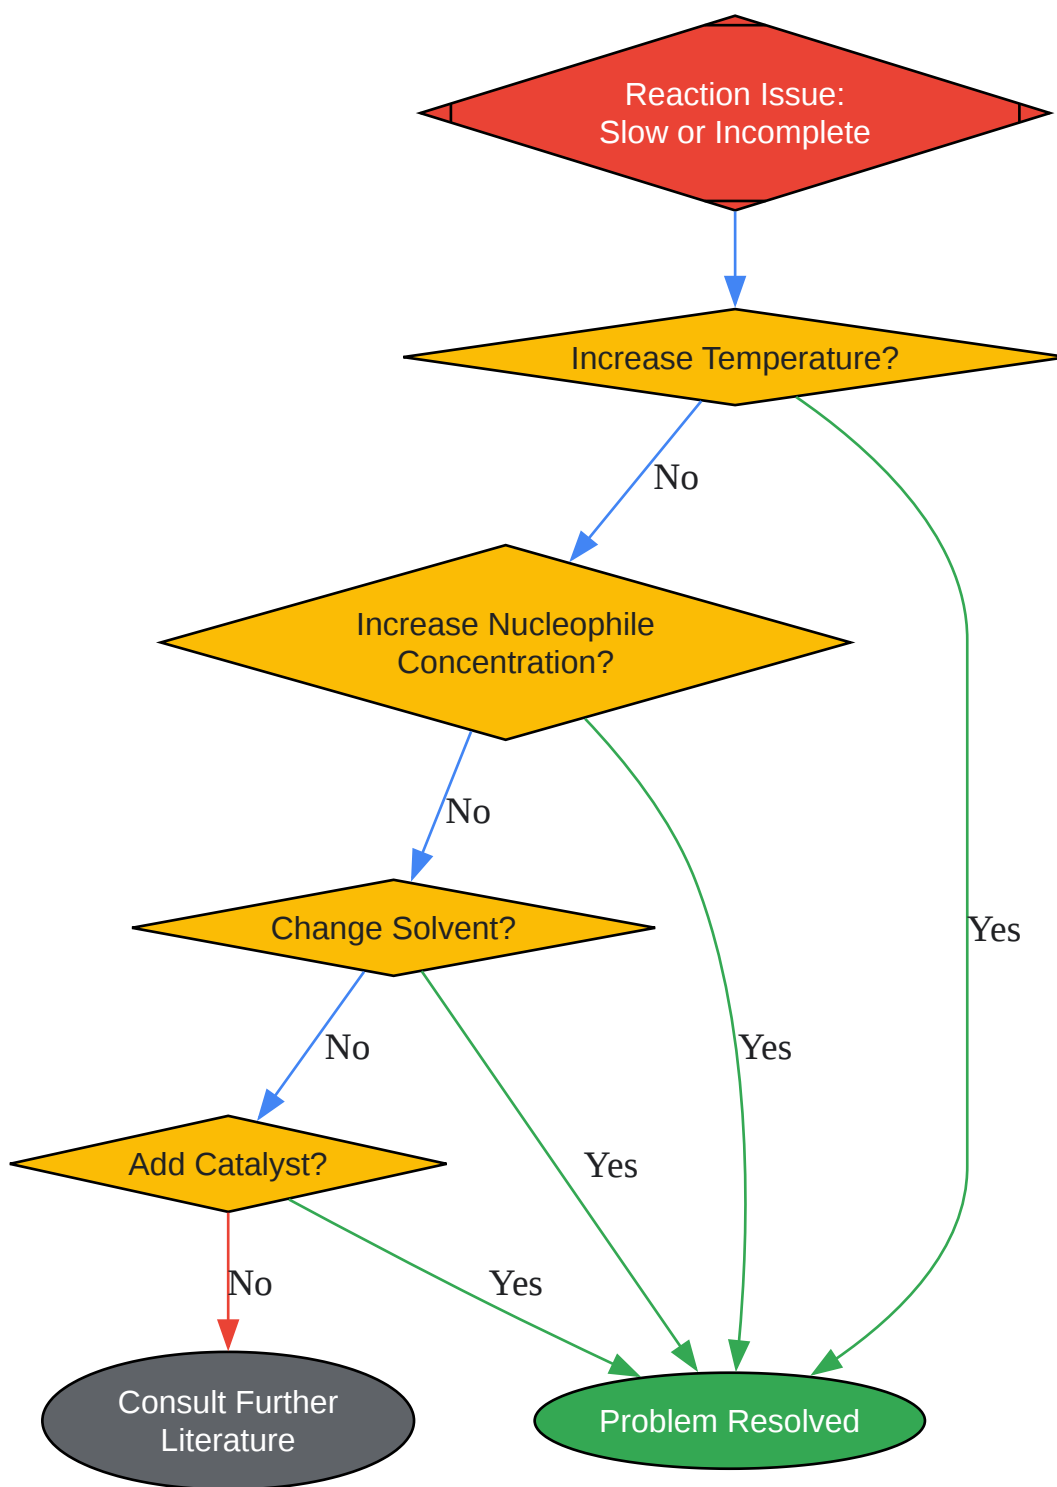 Reaction Issue:
Slow or Incomplete
Increase Temperature?
No
Increase Nucleophile
Concentration?
No
Change Solvent?
Yes
No
Yes
Add Catalyst?
Yes
No
Yes
Consult Further
Literature
Problem Resolved